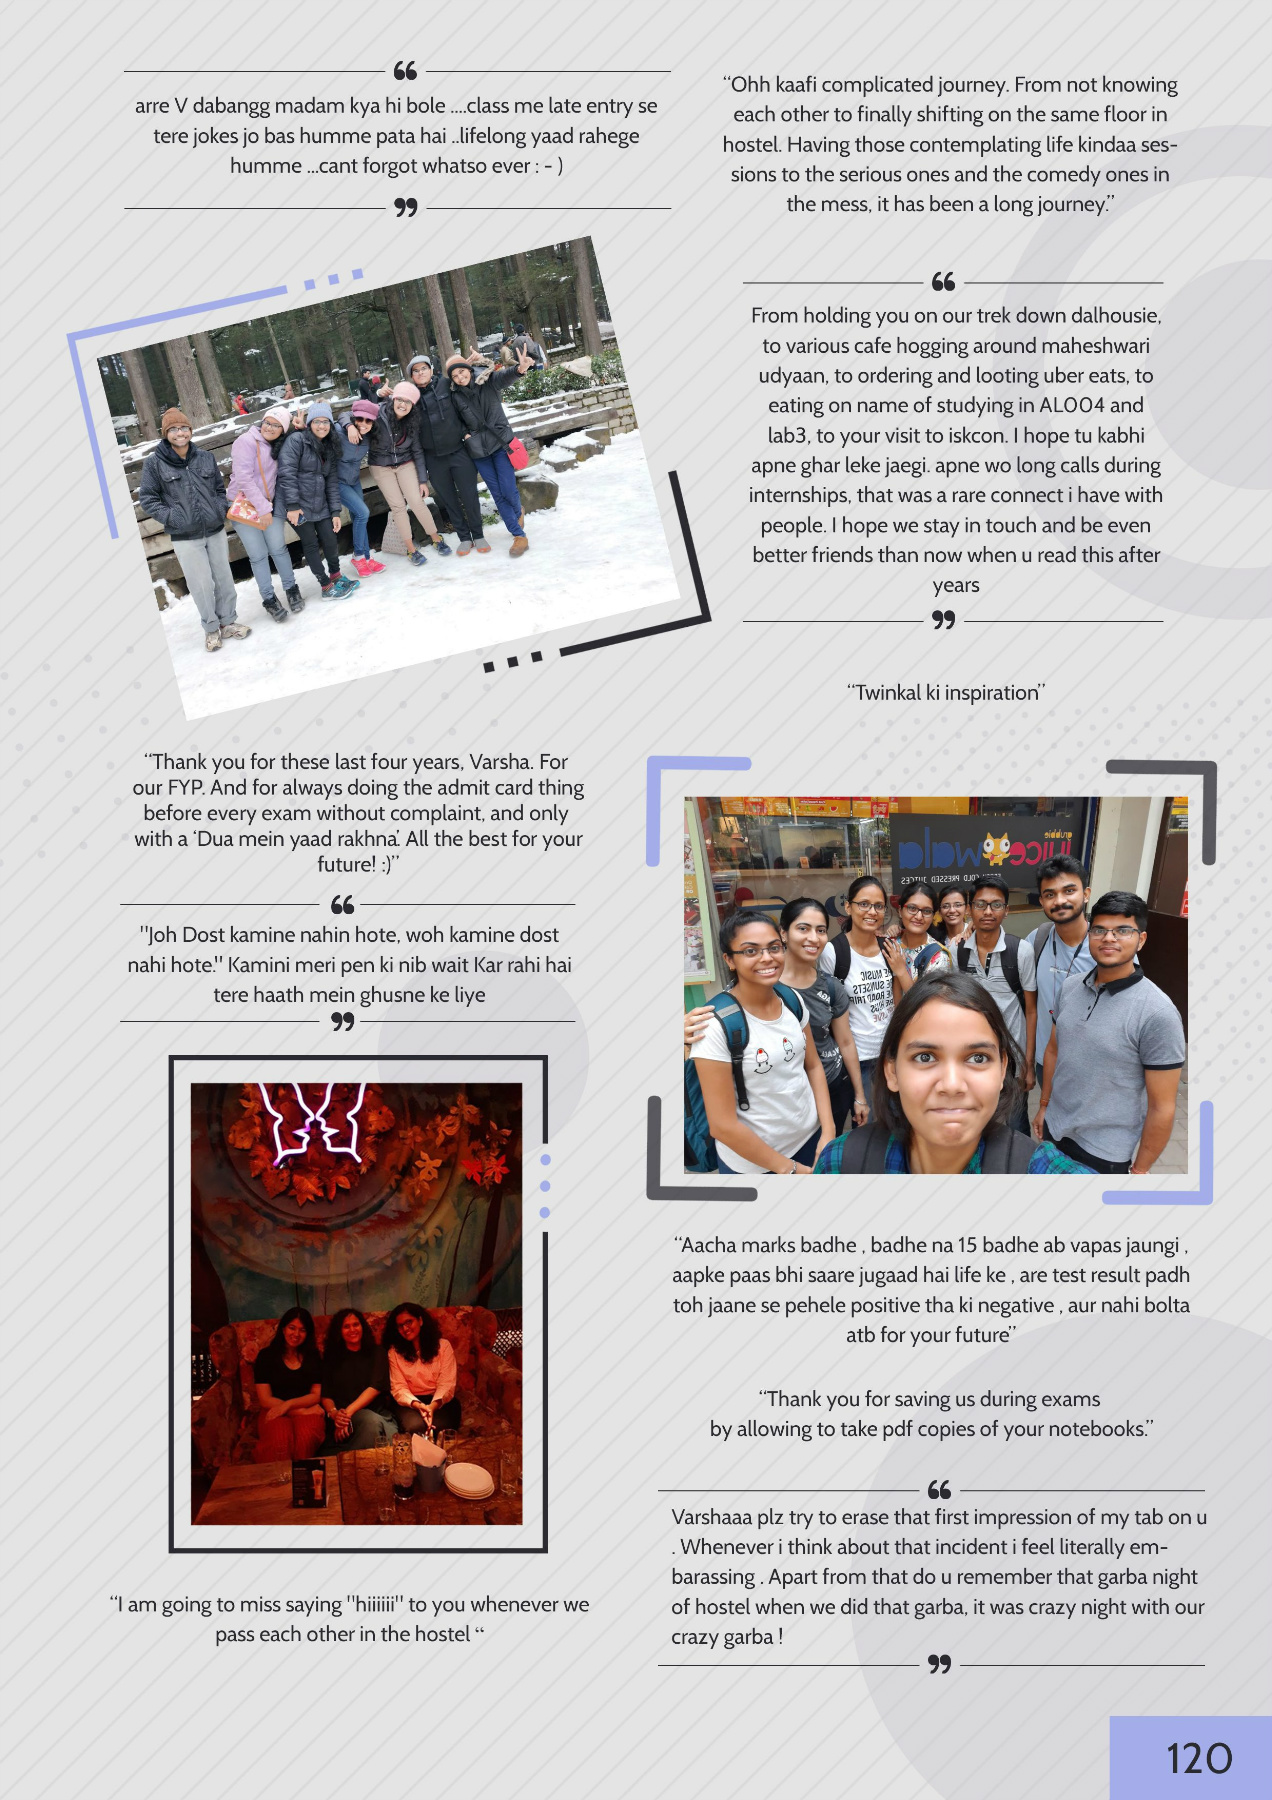 arre V dabangg madam kya hi bole ....class me late entry se
tere jokes jo bas humme pata hai ..lifelong yaad rahege
humme ...cant forgot whatso ever : - )
“Thank you for these last four years, Varsha. For
our FYP. And for always doing the admit card thing
before every exam without complaint, and only
with a ‘Dua mein yaad rakhna’. All the best for your
future! :)”
"Joh Dost kamine nahin hote, woh kamine dost
nahi hote." Kamini meri pen ki nib wait Kar rahi hai
tere haath mein ghusne ke liye
“I am going to miss saying "hiiiiii" to you whenever we
pass each other in the hostel “
“Ohh kaafi complicated journey. From not knowing
each other to finally shifting on the same floor in
hostel. Having those contemplating life kindaa ses-
sions to the serious ones and the comedy ones in
the mess, it has been a long journey.”
From holding you on our trek down dalhousie,
to various cafe hogging around maheshwari
udyaan, to ordering and looting uber eats, to
eating on name of studying in AL004 and
lab3, to your visit to iskcon. I hope tu kabhi
apne ghar leke jaegi. apne wo long calls during
internships, that was a rare connect i have with
people. I hope we stay in touch and be even
better friends than now when u read this after
years
“Twinkal ki inspiration”
juicewala
COLD PRESSED JUICES
“Aacha marks badhe , badhe na 15 badhe ab vapas jaungi ,
aapke paas bhi saare jugaad hai life ke , are test result padh
toh jaane se pehele positive tha ki negative , aur nahi bolta
atb for your future”
“Thank you for saving us during exams
by allowing to take pdf copies of your notebooks.”
Varshaaa plz try to erase that first impression of my tab on u
. Whenever i think about that incident i feel literally em-
barassing . Apart from that do u remember that garba night
of hostel when we did that garba, it was crazy night with our
crazy garba !
120